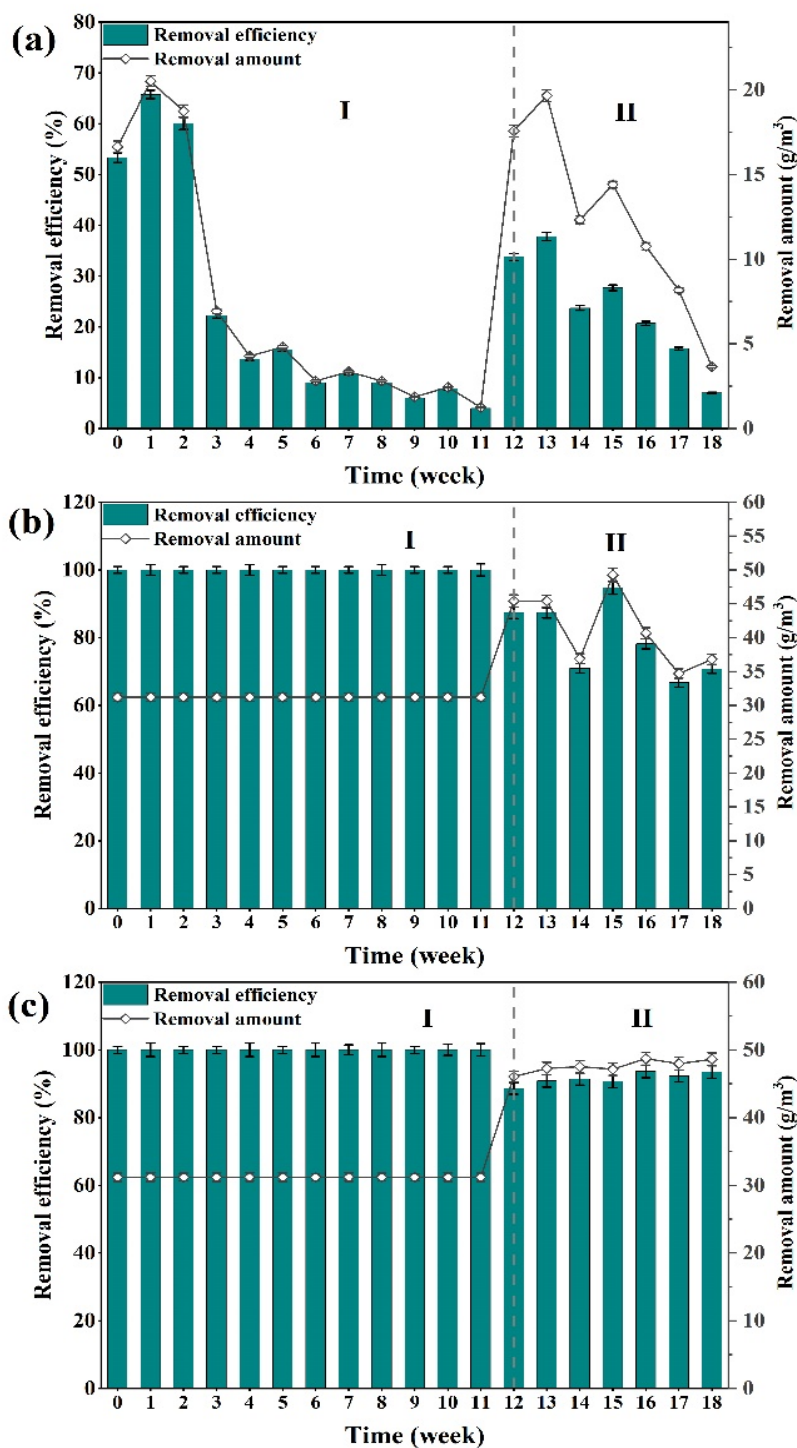 (a)
Removal efficiency
Removal amount
I
II
Removal efficiency (%)
80
70
60
50
40
30
20
10
0
Removal amount (g/m³)
20
15
10
5
0
0 1 2 3 4 5 6 7 8 9 10 11 12 13 14 15 16 17 18
Time (week)
(b)
Removal efficiency
Removal amount
I
II
Removal efficiency (%)
120
100
80
60
40
20
0
Removal amount (g/m³)
60
55
50
45
40
35
30
25
20
15
10
5
0
0 1 2 3 4 5 6 7 8 9 10 11 12 13 14 15 16 17 18
Time (week)
(c)
Removal efficiency
Removal amount
I
II
Removal efficiency (%)
120
100
80
60
40
20
0
Removal amount (g/m³)
60
50
40
30
20
10
0
0 1 2 3 4 5 6 7 8 9 10 11 12 13 14 15 16 17 18
Time (week)